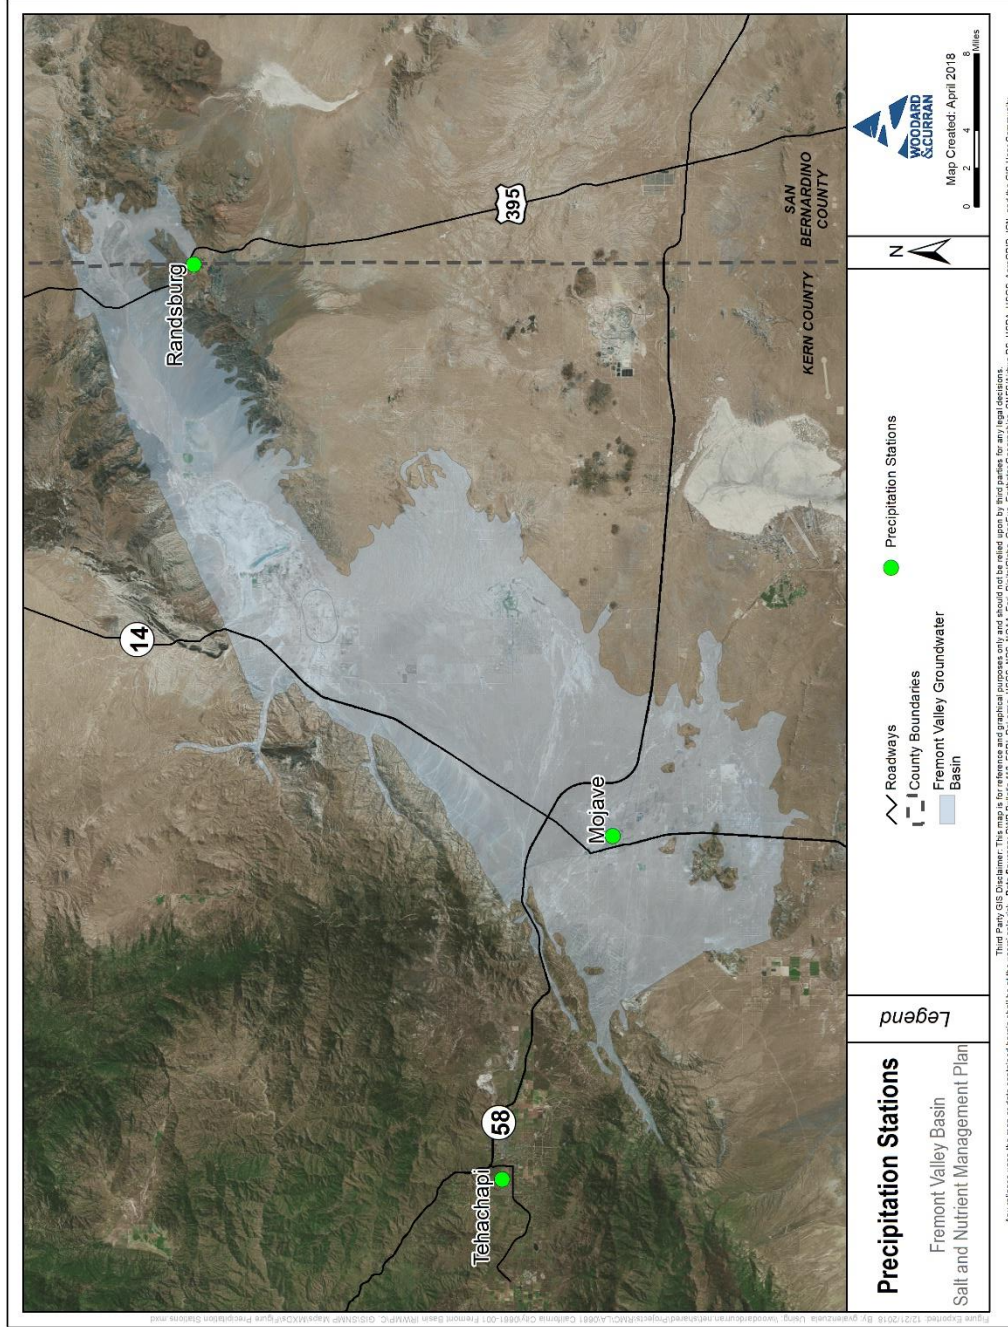 Randsburg
14
395
SAN
BERNARDINO
COUNTY
KERN COUNTY
Mojave
58
Tehachapi
Precipitation Stations
Fremont Valley Basin
Salt and Nutrient Management Plan
Legend
Roadways
County Boundaries
Fremont Valley Groundwater
Basin
Precipitation Stations
N
WOODARD
&CURRAN
Map Created: April 2018
0 2 4 8
Miles
Third Party GIS Disclaimer: This map is for reference and graphical purposes only and should not be relied upon by third parties for any legal decisions.